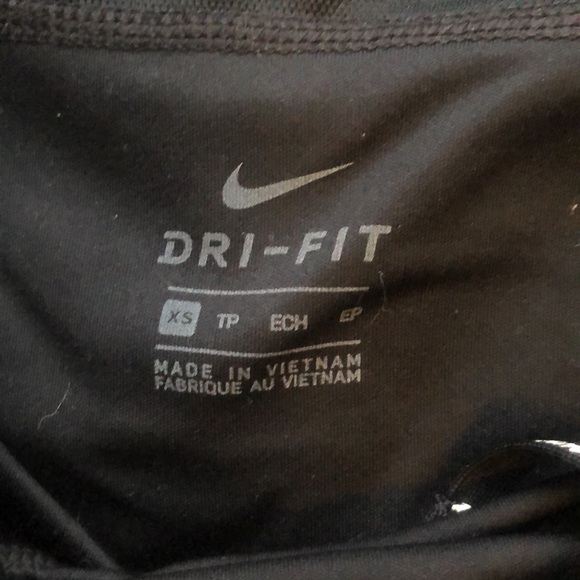 DRI-FIT
XS TP ECH EP
MADE IN VIETNAM
FABRIQUE AU VIETNAM